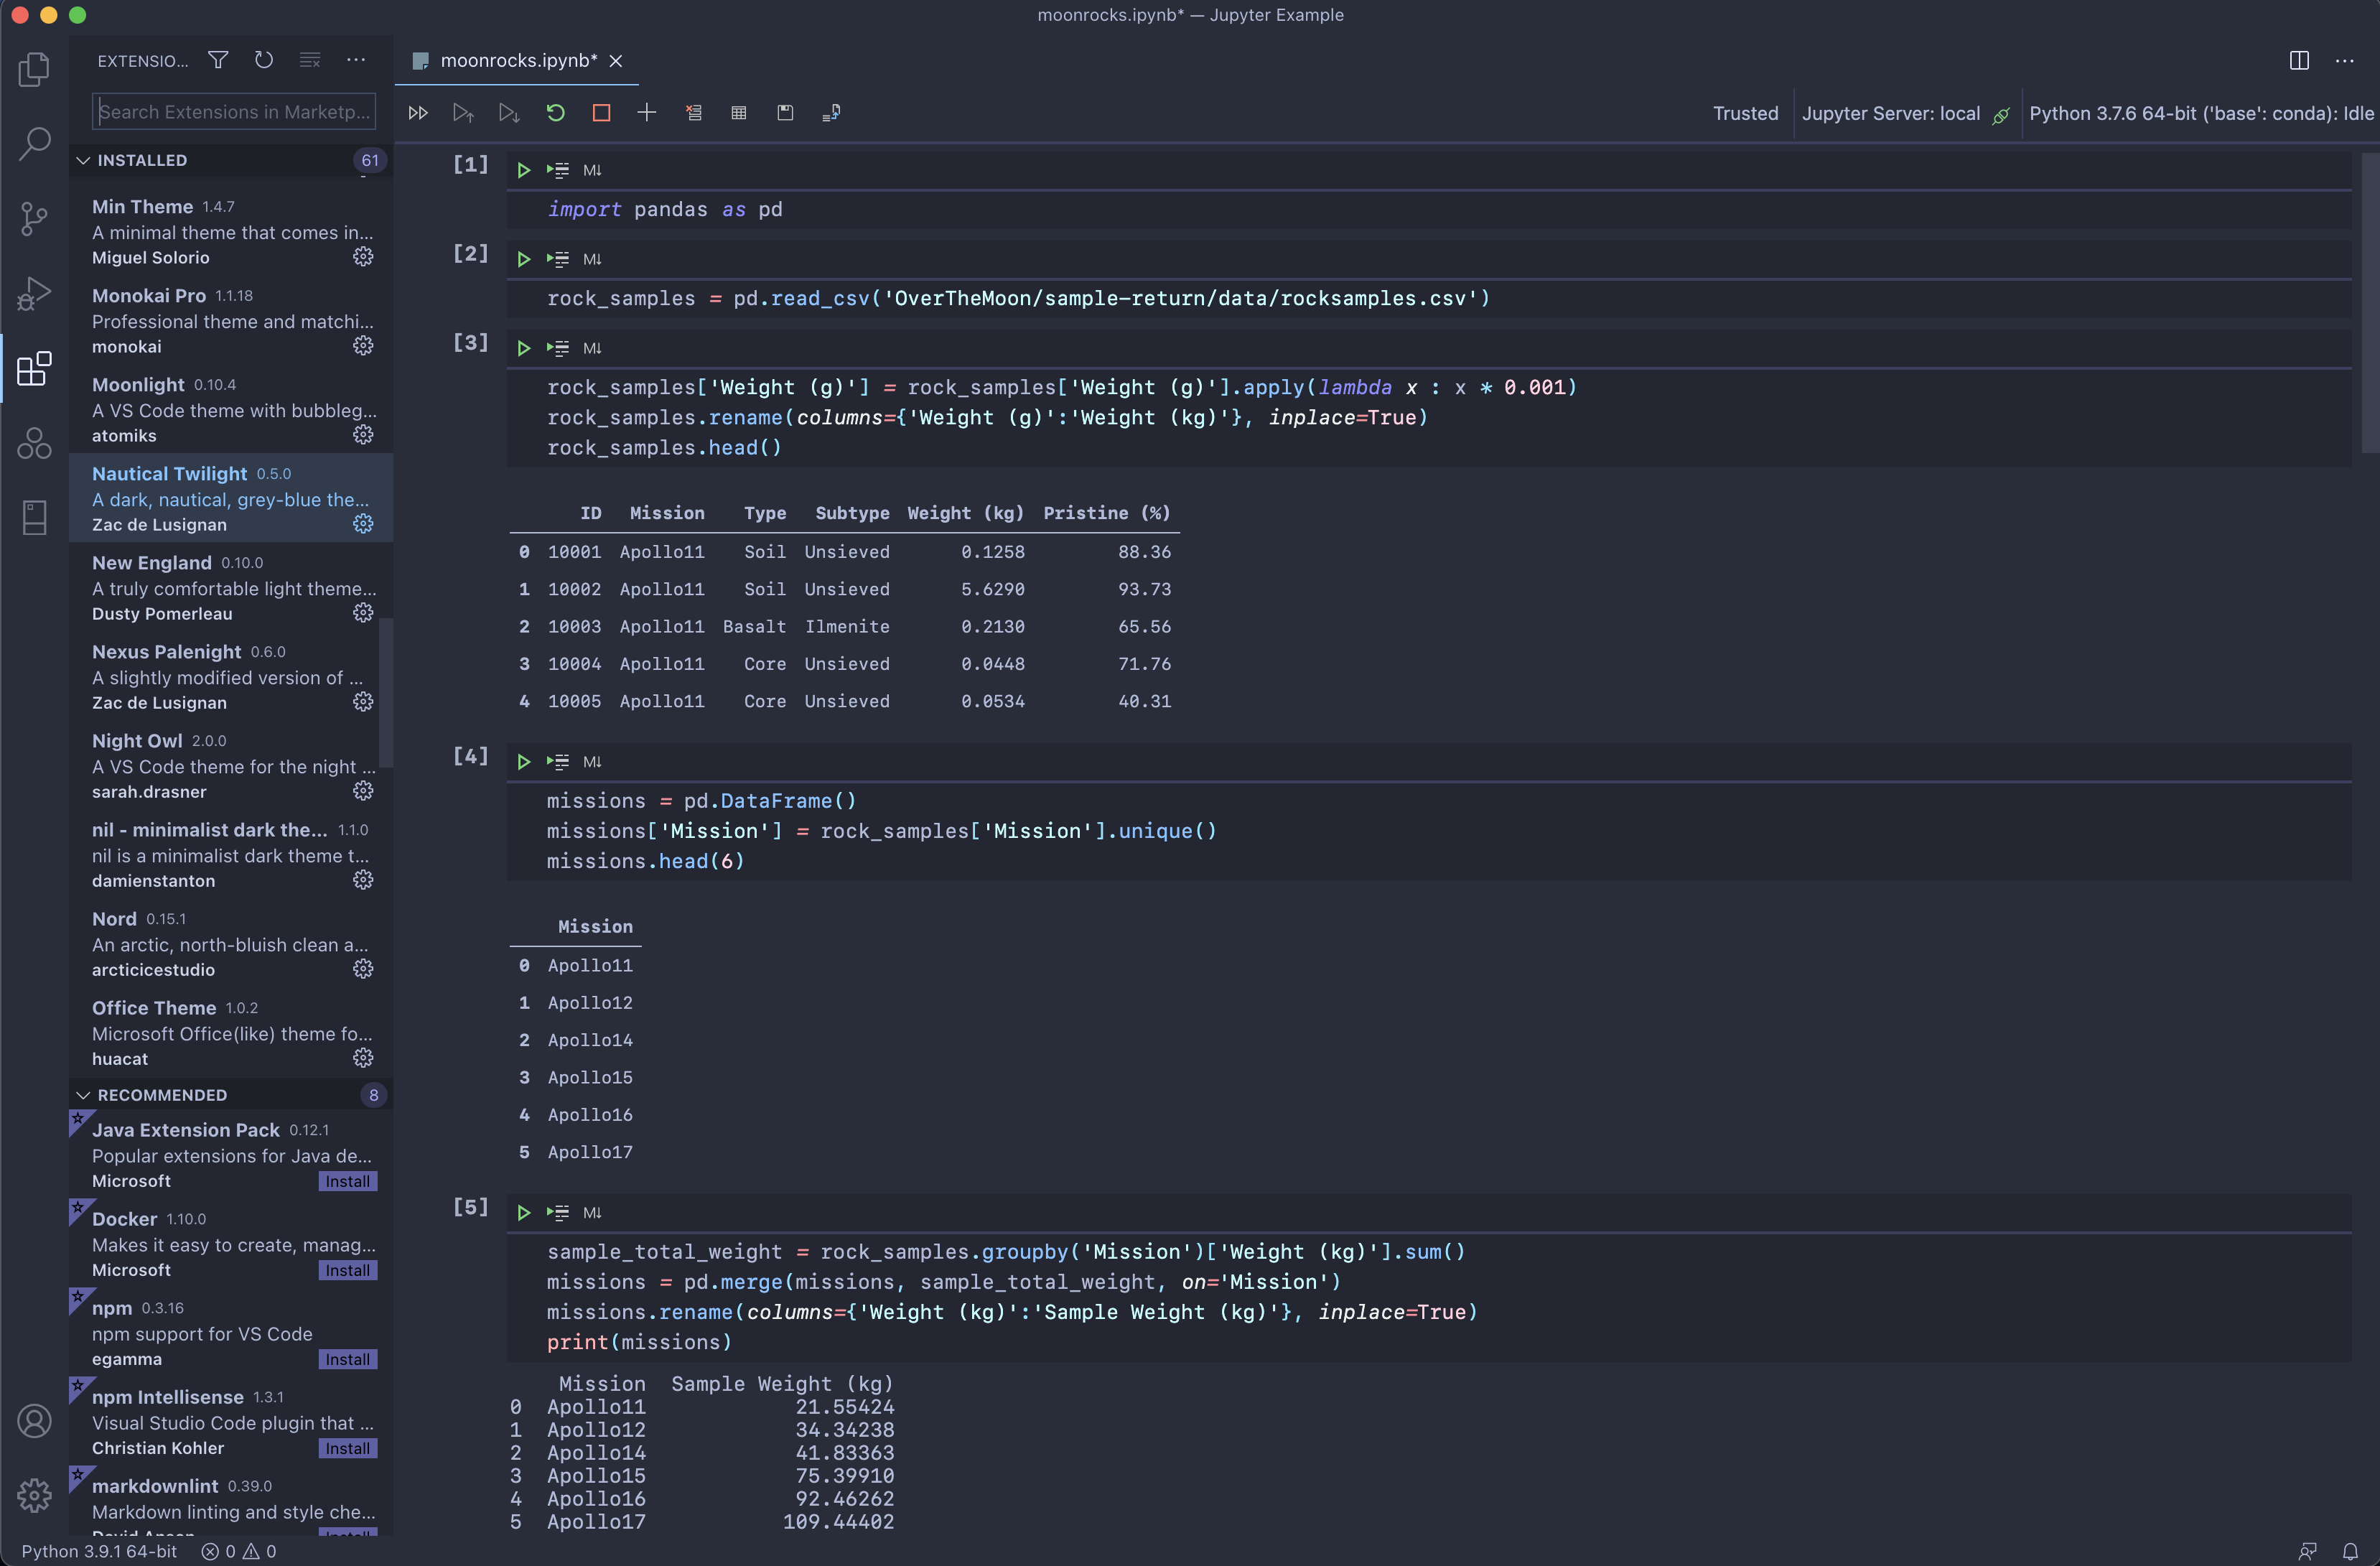 moonrocks.ipynb* — Jupyter Example
EXTENSIO...
Search Extensions in Marketp...
INSTALLED 61
Min Theme 1.4.7
A minimal theme that comes in...
Miguel Solorio
Monokai Pro 1.1.18
Professional theme and matchi...
monokai
Moonlight 0.10.4
A VS Code theme with bubbleg...
atomiks
Nautical Twilight 0.5.0
A dark, nautical, grey-blue the...
Zac de Lusignan
New England 0.10.0
A truly comfortable light theme...
Dusty Pomerleau
Nexus Palenight 0.6.0
A slightly modified version of ...
Zac de Lusignan
Night Owl 2.0.0
A VS Code theme for the night ...
sarah.drasner
nil - minimalist dark the... 1.1.0
nil is a minimalist dark theme t...
damienstanton
Nord 0.15.1
An arctic, north-bluish clean a...
arcticicestudio
Office Theme 1.0.2
Microsoft Office(like) theme fo...
huacat
RECOMMENDED 8
Java Extension Pack 0.12.1
Popular extensions for Java de...
Microsoft Install
Docker 1.10.0
Makes it easy to create, manag...
Microsoft Install
npm 0.3.16
npm support for VS Code
egamma Install
npm Intellisense 1.3.1
Visual Studio Code plugin that ...
Christian Kohler Install
markdownlint 0.39.0
Markdown linting and style che...
David Anson Install
moonrocks.ipynb*
Trusted Jupyter Server: local Python 3.7.6 64-bit ('base': conda): Idle
[1] M↓
import pandas as pd
[2] M↓
rock_samples = pd.read_csv('OverTheMoon/sample-return/data/rocksamples.csv')
[3] M↓
rock_samples['Weight (g)'] = rock_samples['Weight (g)'].apply(lambda x : x * 0.001)
rock_samples.rename(columns={'Weight (g)':'Weight (kg)'}, inplace=True)
rock_samples.head()
ID Mission Type Subtype Weight (kg) Pristine (%)
0 10001 Apollo11 Soil Unsieved 0.1258 88.36
1 10002 Apollo11 Soil Unsieved 5.6290 93.73
2 10003 Apollo11 Basalt Ilmenite 0.2130 65.56
3 10004 Apollo11 Core Unsieved 0.0448 71.76
4 10005 Apollo11 Core Unsieved 0.0534 40.31
[4] M↓
missions = pd.DataFrame()
missions['Mission'] = rock_samples['Mission'].unique()
missions.head(6)
Mission
0 Apollo11
1 Apollo12
2 Apollo14
3 Apollo15
4 Apollo16
5 Apollo17
[5] M↓
sample_total_weight = rock_samples.groupby('Mission')['Weight (kg)'].sum()
missions = pd.merge(missions, sample_total_weight, on='Mission')
missions.rename(columns={'Weight (kg)':'Sample Weight (kg)'}, inplace=True)
print(missions)
Mission Sample Weight (kg)
0 Apollo11 21.55424
1 Apollo12 34.34238
2 Apollo14 41.83363
3 Apollo15 75.39910
4 Apollo16 92.46262
5 Apollo17 109.44402
Python 3.9.1 64-bit 0 0